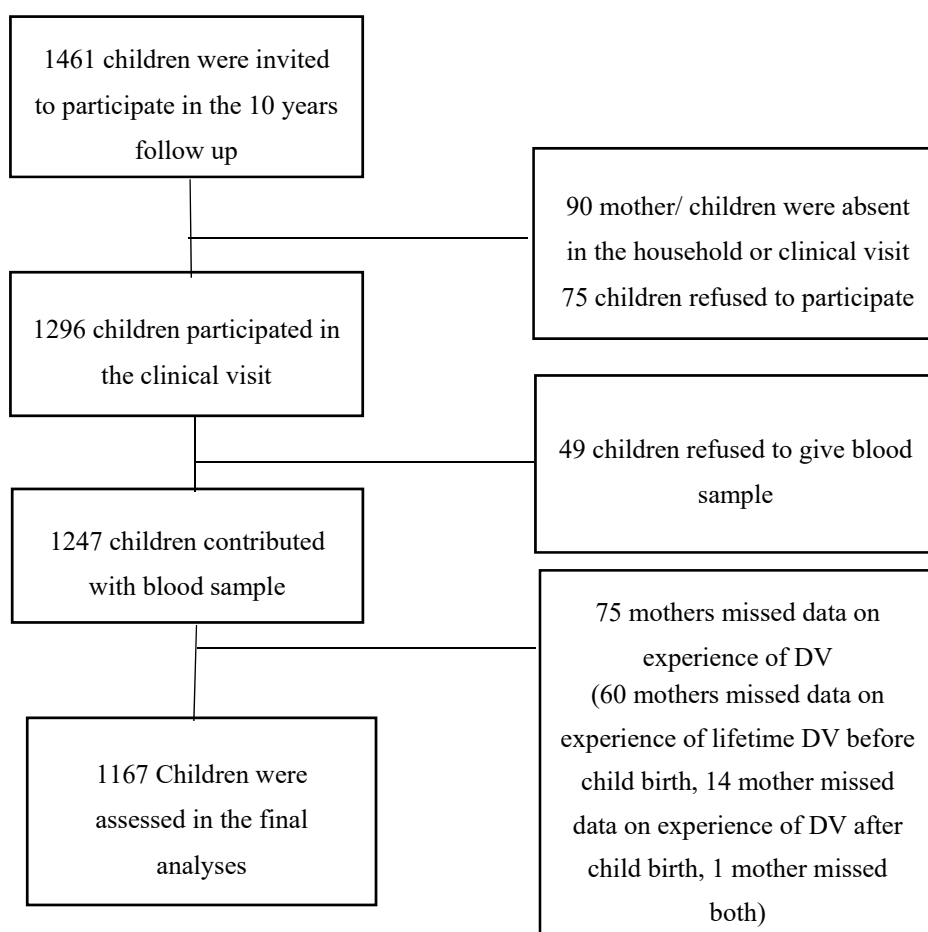 1461 children were invited
to participate in the 10 years
follow up
90 mother/ children were absent
in the household or clinical visit
75 children refused to participate
1296 children participated in
the clinical visit
49 children refused to give blood
sample
1247 children contributed
with blood sample
75 mothers missed data on
experience of DV
(60 mothers missed data on
experience of lifetime DV before
child birth, 14 mother missed
data on experience of DV after
child birth, 1 mother missed
both)
1167 Children were
assessed in the final
analyses